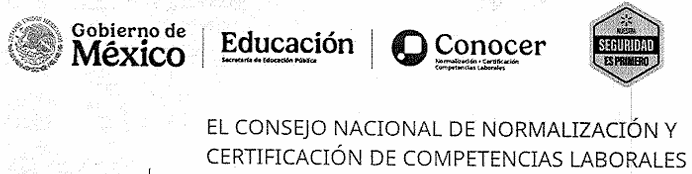 Gobierno de
México
Educación
Secretaría de Educación Pública
Conocer
Normalización • Certificación
Competencias Laborales
NUESTRA
SEGURIDAD
ES PRIMERO
EL CONSEJO NACIONAL DE NORMALIZACIÓN Y
CERTIFICACIÓN DE COMPETENCIAS LABORALES